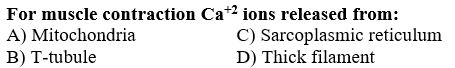 For muscle contraction Ca⁺² ions released from:
A) Mitochondria C) Sarcoplasmic reticulum
B) T-tubule D) Thick filament